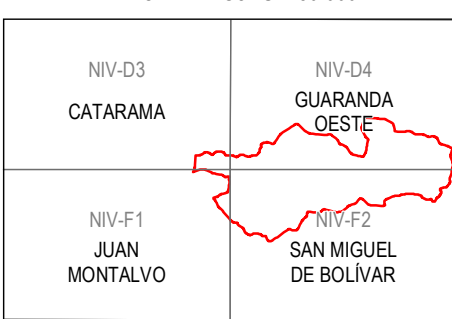 NIV-D3
CATARAMA
NIV-D4
GUARANDA
OESTE
NIV-F1
JUAN
MONTALVO
NIV-F2
SAN MIGUEL
DE BOLÍVAR